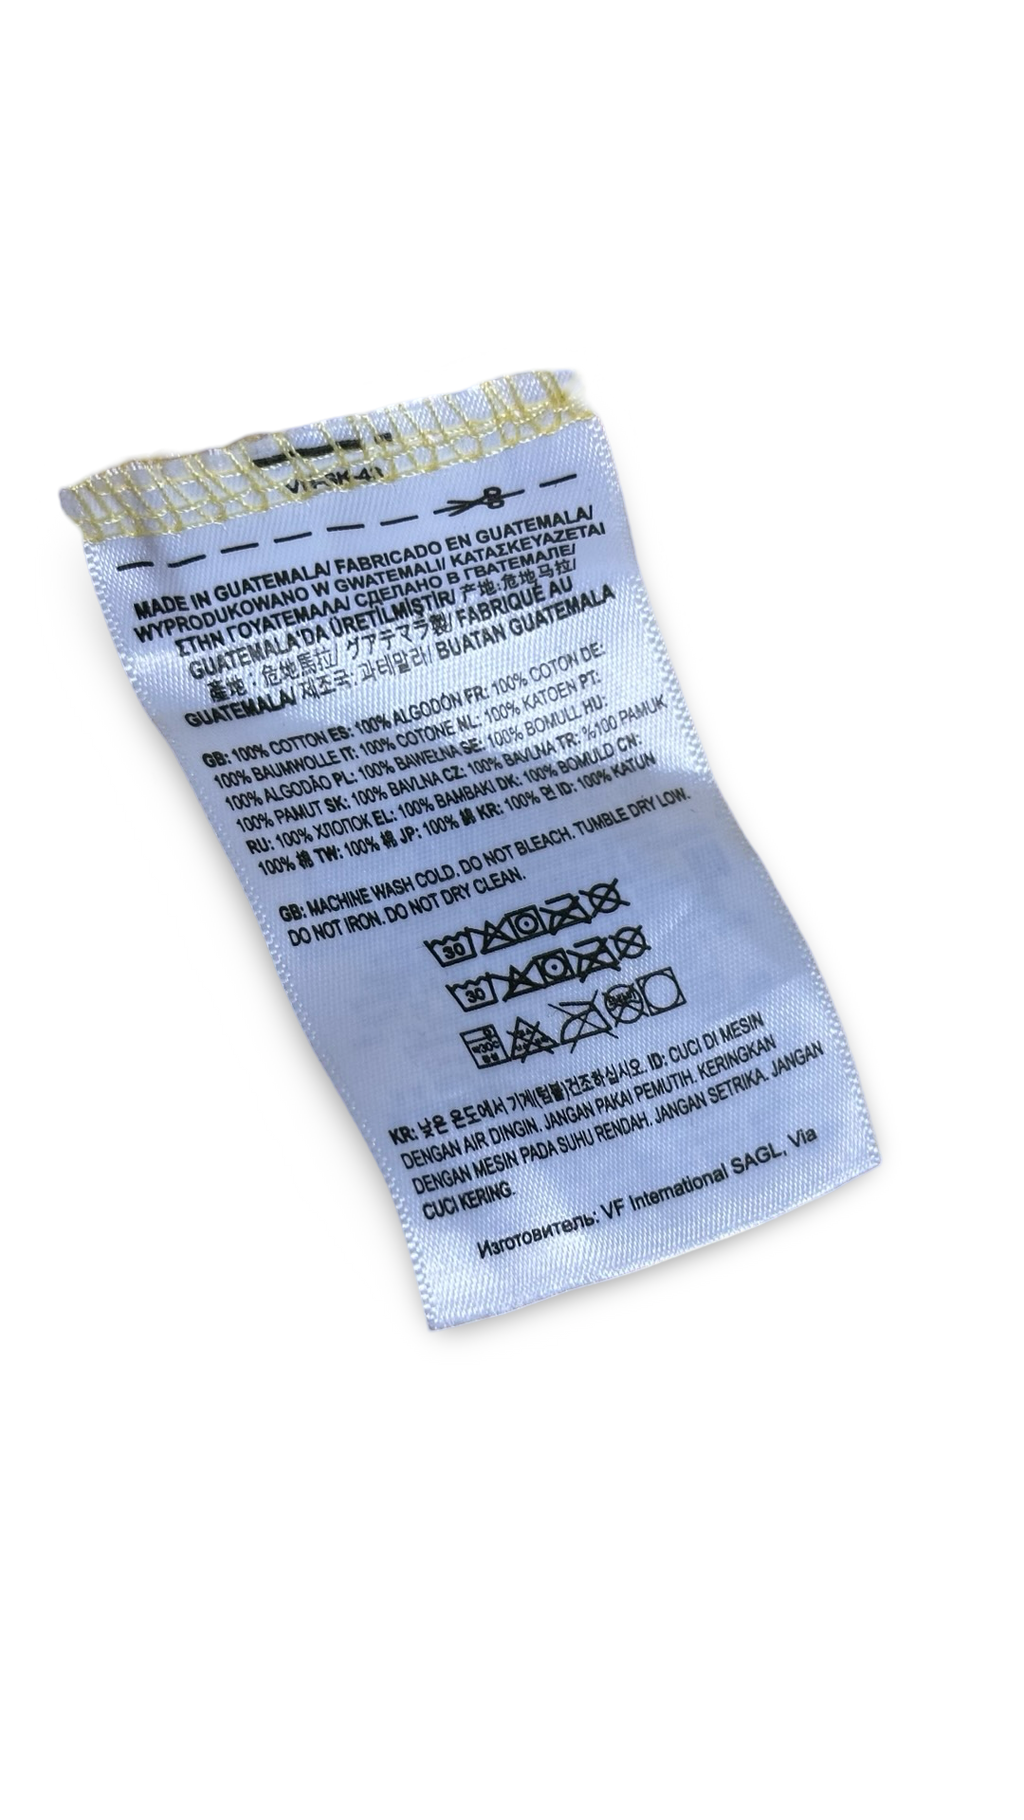 MADE IN GUATEMALA/ FABRICADO EN GUATEMALA/
WYPRODUKOWANO W GWATEMALI/ ΚΑΤΑΣΚΕΥΑΖΕΤΑΙ
ΣΤΗΝ ΓΟΥΑΤΕΜΑΛΑ/ СДЕЛАНО В ГВАТЕМАЛЕ/
GUATEMALA'DA ÜRETİLMİŞTİR/ 产地:危地马拉/
產地:危地馬拉/ グアテマラ製/ FABRIQUÉ AU
GUATEMALA/ 제조국: 과테말라/ BUATAN GUATEMALA
GB: 100% COTTON ES: 100% ALGODÓN FR: 100% COTON DE:
100% BAUMWOLLE IT: 100% COTONE NL: 100% KATOEN PT:
100% ALGODÃO PL: 100% BAWEŁNA SE: 100% BOMULL HU:
100% PAMUT SK: 100% BAVLNA CZ: 100% BAVLNA TR: %100 PAMUK
RU: 100% ХЛОПОК EL: 100% ΒΑΜΒΑΚΙ DK: 100% BOMULD CN:
100% 棉 TW: 100% 棉 JP: 100% 綿 KR: 100% 면 ID: 100% KATUN
GB: MACHINE WASH COLD. DO NOT BLEACH. TUMBLE DRY LOW.
DO NOT IRON. DO NOT DRY CLEAN.
30
30
KR: 낮은 온도에서 기계(텀블)건조하십시오. ID: CUCI DI MESIN
DENGAN AIR DINGIN. JANGAN PAKAI PEMUTIH. KERINGKAN
DENGAN MESIN PADA SUHU RENDAH. JANGAN SETRIKA. JANGAN
CUCI KERING.
Изготовитель: VF International SAGL, Via